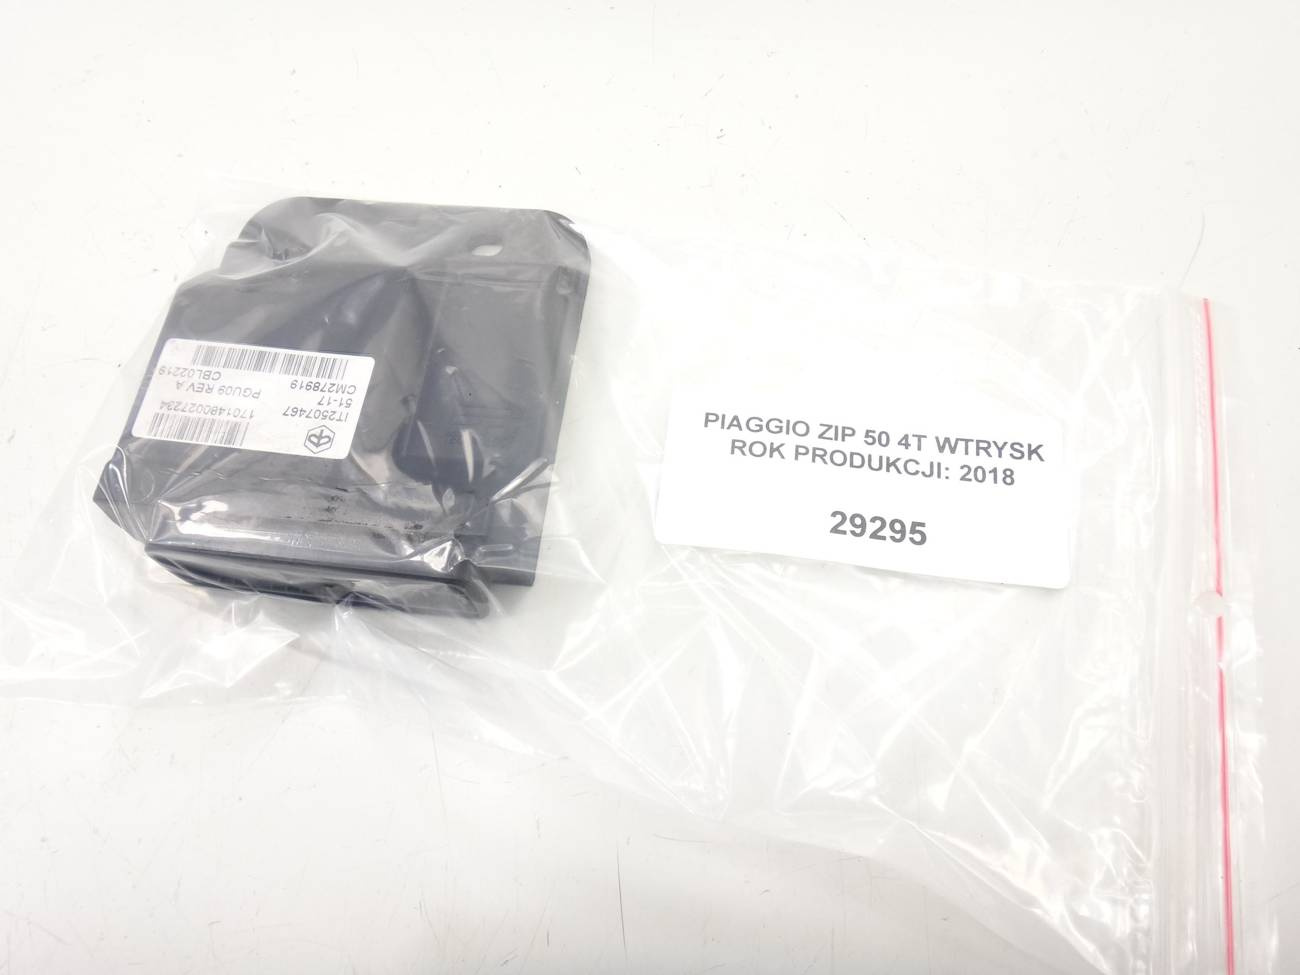 IT2507467
1701480027234
51-17
PGU09 REV A
CM278919
CBL02219
PIAGGIO ZIP 50 4T WTRYSK
ROK PRODUKCJI: 2018
29295